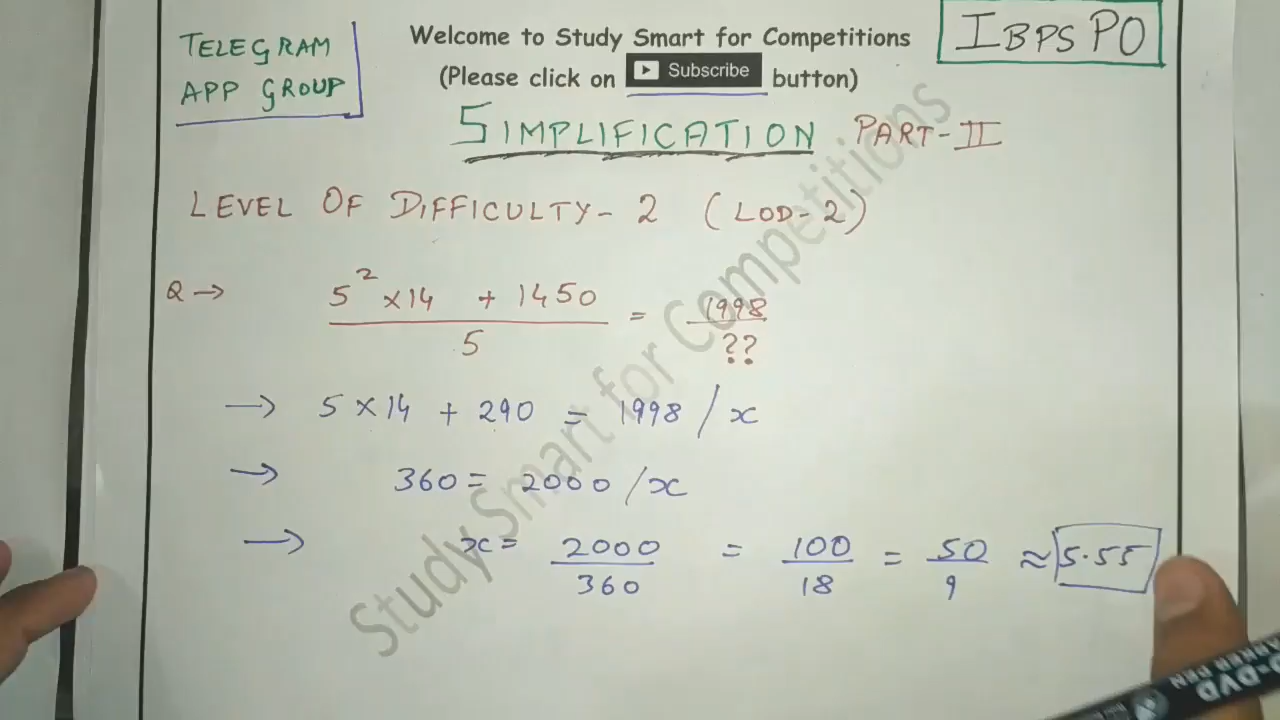 TELEGRAM
APP GROUP
Welcome to Study Smart for Competitions
(Please click on Subscribe button)
IBPS PO
SIMPLIFICATION PART-II
LEVEL OF DIFFICULTY- 2 (LOD-2)
Q → 5² × 14 + 1450 / 5 = 1998 / ??
→ 5 × 14 + 290 = 1998 / x
→ 360 = 2000 / x
→ x = 2000 / 360 = 100 / 18 = 50 / 9 ≈ 5.55
Study Smart for Competitions